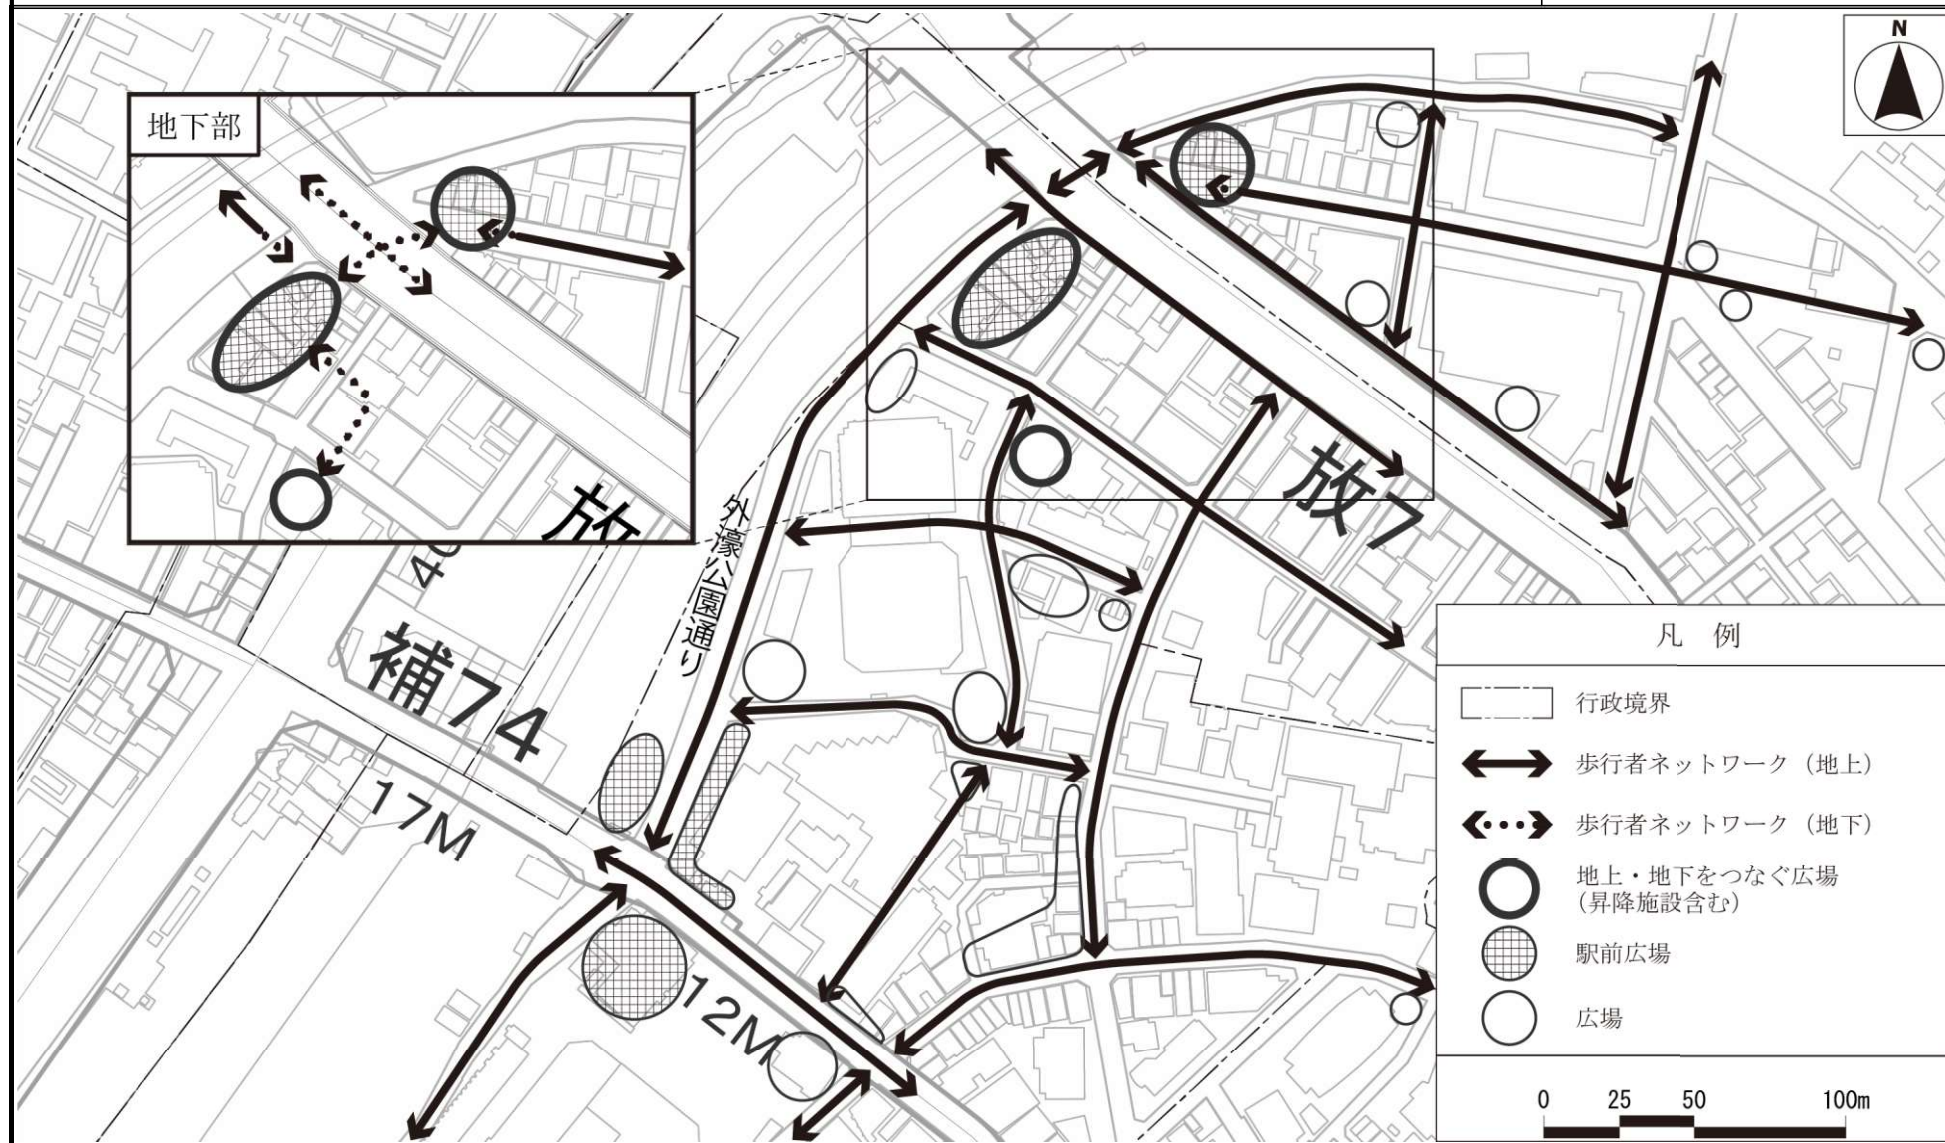 N
地下部
放
40
外濠公園通り
放7
補74
17M
12M
凡 例
行政境界
歩行者ネットワーク（地上）
歩行者ネットワーク（地下）
地上・地下をつなぐ広場
（昇降施設含む）
駅前広場
広場
0 25 50 100m